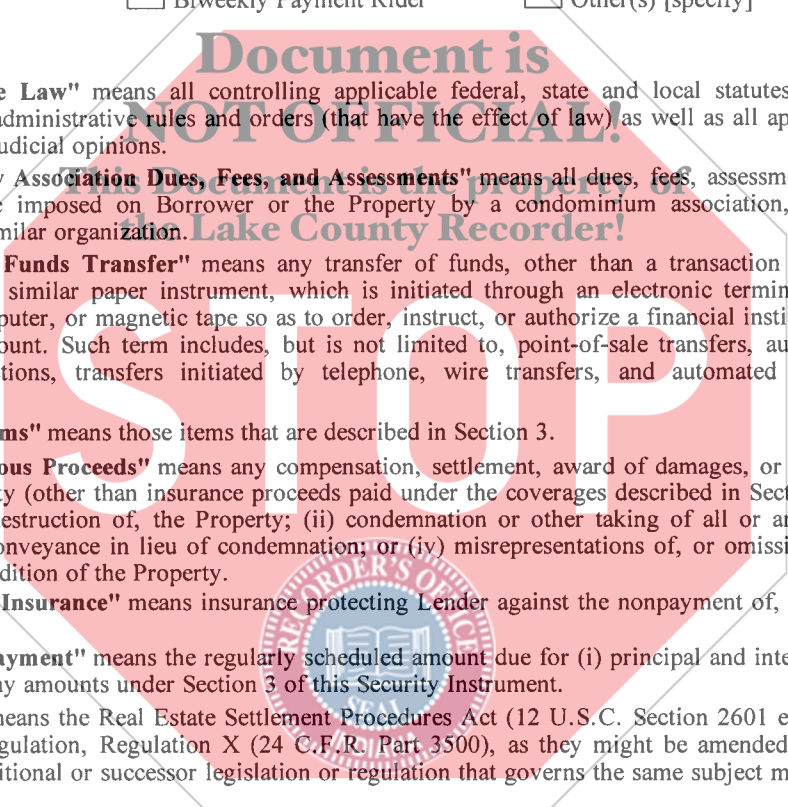 Biweekly Payment Rider Other(s) [specify]
Document is
e Law" means all controlling applicable federal, state and local statutes
administrative rules and orders (that have the effect of law) as well as all ap
NOT OFFICIAL!
udicial opinions.
y Association Dues, Fees, and Assessments" means all dues, fees, assessm
This Document is the property of
e imposed on Borrower or the Property by a condominium association,
milar organization.
the Lake County Recorder!
Funds Transfer" means any transfer of funds, other than a transaction
similar paper instrument, which is initiated through an electronic termin
puter, or magnetic tape so as to order, instruct, or authorize a financial insti
ount. Such term includes, but is not limited to, point-of-sale transfers, au
tions, transfers initiated by telephone, wire transfers, and automated
STOP
ms" means those items that are described in Section 3.
ous Proceeds" means any compensation, settlement, award of damages, or
ty (other than insurance proceeds paid under the coverages described in Sect
estruction of, the Property; (ii) condemnation or other taking of all or an
onveyance in lieu of condemnation; or (iv) misrepresentations of, or omissi
dition of the Property.
Insurance" means insurance protecting Lender against the nonpayment of,
RECORDER'S OFFICE
ayment" means the regularly scheduled amount due for (i) principal and inte
ny amounts under Section 3 of this Security Instrument.
SEAL
means the Real Estate Settlement Procedures Act (12 U.S.C. Section 2601 e
gulation, Regulation X (24 C.F.R. Part 3500), as they might be amended
itional or successor legislation or regulation that governs the same subject m